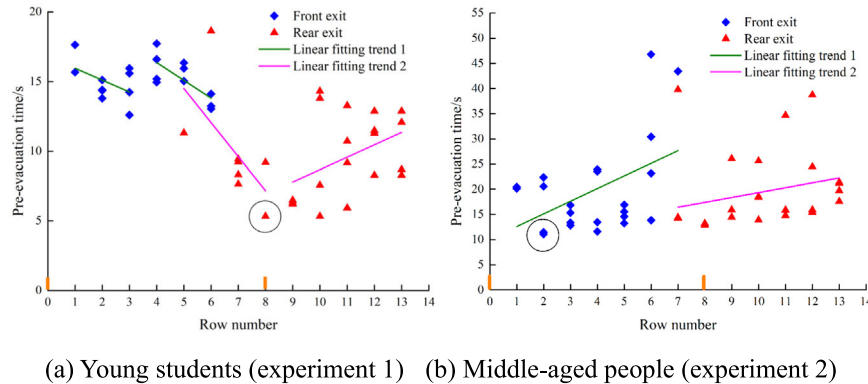 Front exit
Rear exit
Linear fitting trend 1
Linear fitting trend 2
Pre-evacuation time/s
20
15
10
5
0
0 1 2 3 4 5 6 7 8 9 10 11 12 13 14
Row number
(a) Young students (experiment 1)
Front exit
Rear exit
Linear fitting trend 1
Linear fitting trend 2
Pre-evacuation time/s
55
50
45
40
35
30
25
20
15
10
5
0
0 1 2 3 4 5 6 7 8 9 10 11 12 13 14
Row number
(b) Middle-aged people (experiment 2)